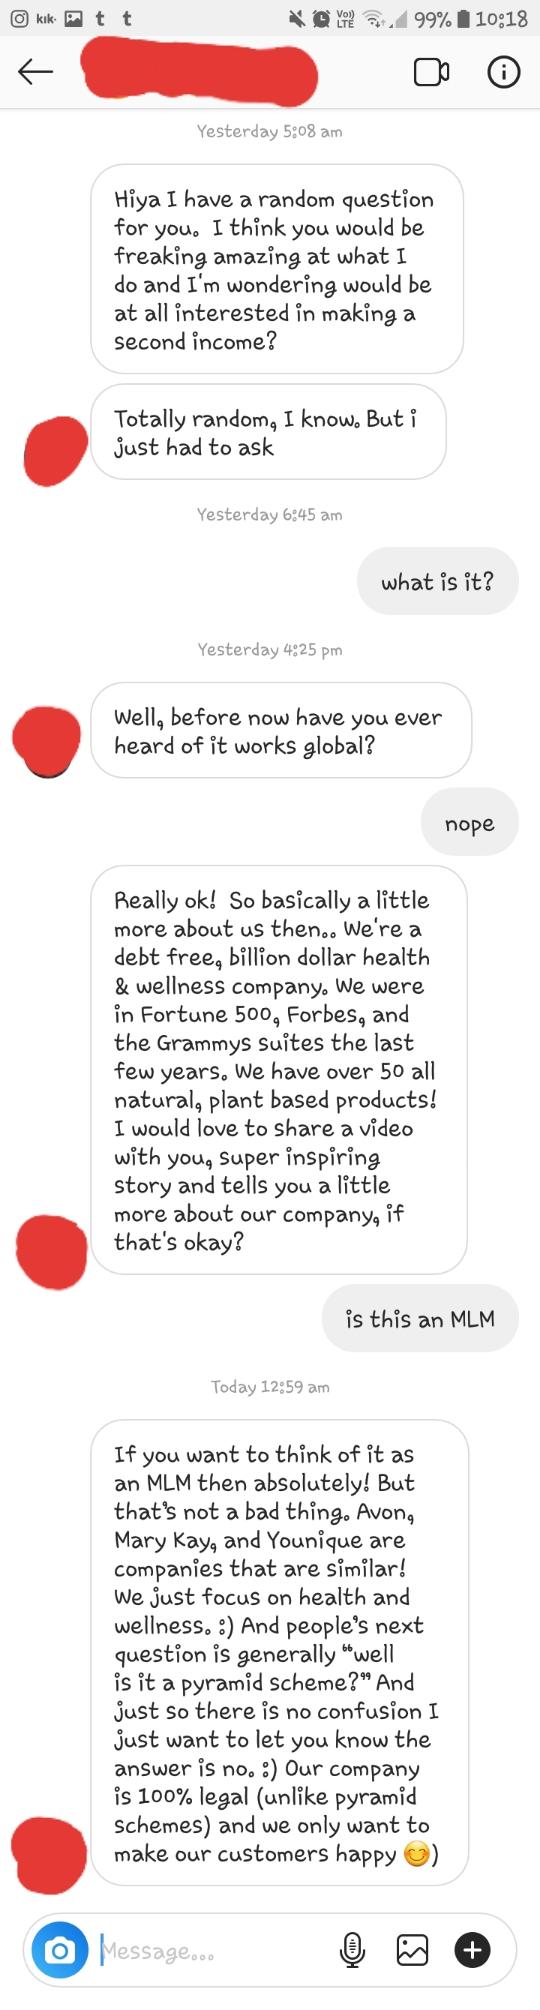 kik· t t Vo)) LTE 99% 10:18
Yesterday 5:08 am
Hiya I have a random question
for you.  I think you would be
freaking amazing at what I
do and I'm wondering would be
at all interested in making a
second income?
Totally random, I know. But i
just had to ask
Yesterday 6:45 am
what is it?
Yesterday 4:25 pm
Well, before now have you ever
heard of it works global?
nope
Really ok!  So basically a little
more about us then.. We're a
debt free, billion dollar health
& wellness company. We were
in Fortune 500, Forbes, and
the Grammys suites the last
few years. We have over 50 all
natural, plant based products!
I would love to share a video
with you, super inspiring
story and tells you a little
more about our company, if
that's okay?
is this an MLM
Today 12:59 am
If you want to think of it as
an MLM then absolutely! But
that's not a bad thing. Avon,
Mary Kay, and Younique are
companies that are similar!
We just focus on health and
wellness. :) And people's next
question is generally “well
is it a pyramid scheme?” And
just so there is no confusion I
just want to let you know the
answer is no. :) Our company
is 100% legal (unlike pyramid
schemes) and we only want to
make our customers happy 😊)
Message...